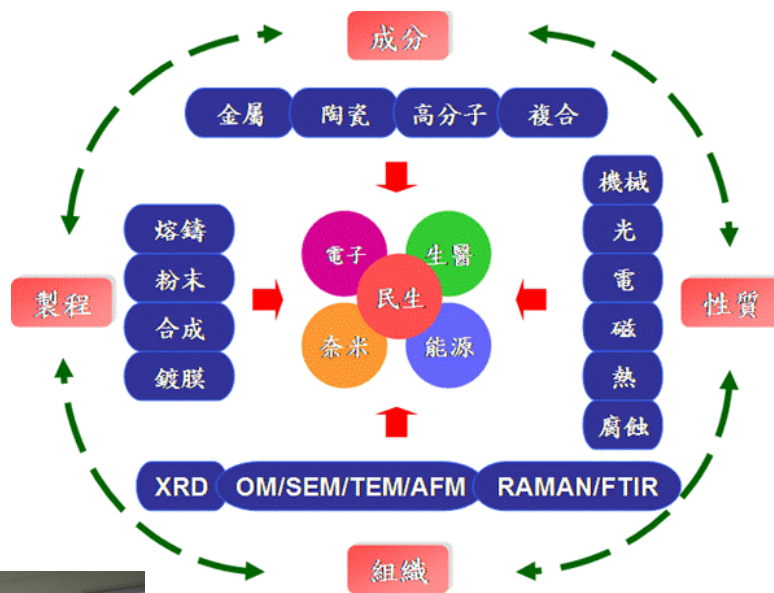 成分
金屬 陶瓷 高分子 複合
機械
光
電
磁
熱
腐蝕
性質
製程
熔鑄
粉末
合成
鍍膜
電子 生醫
民生
奈米 能源
XRD OM/SEM/TEM/AFM RAMAN/FTIR
組織